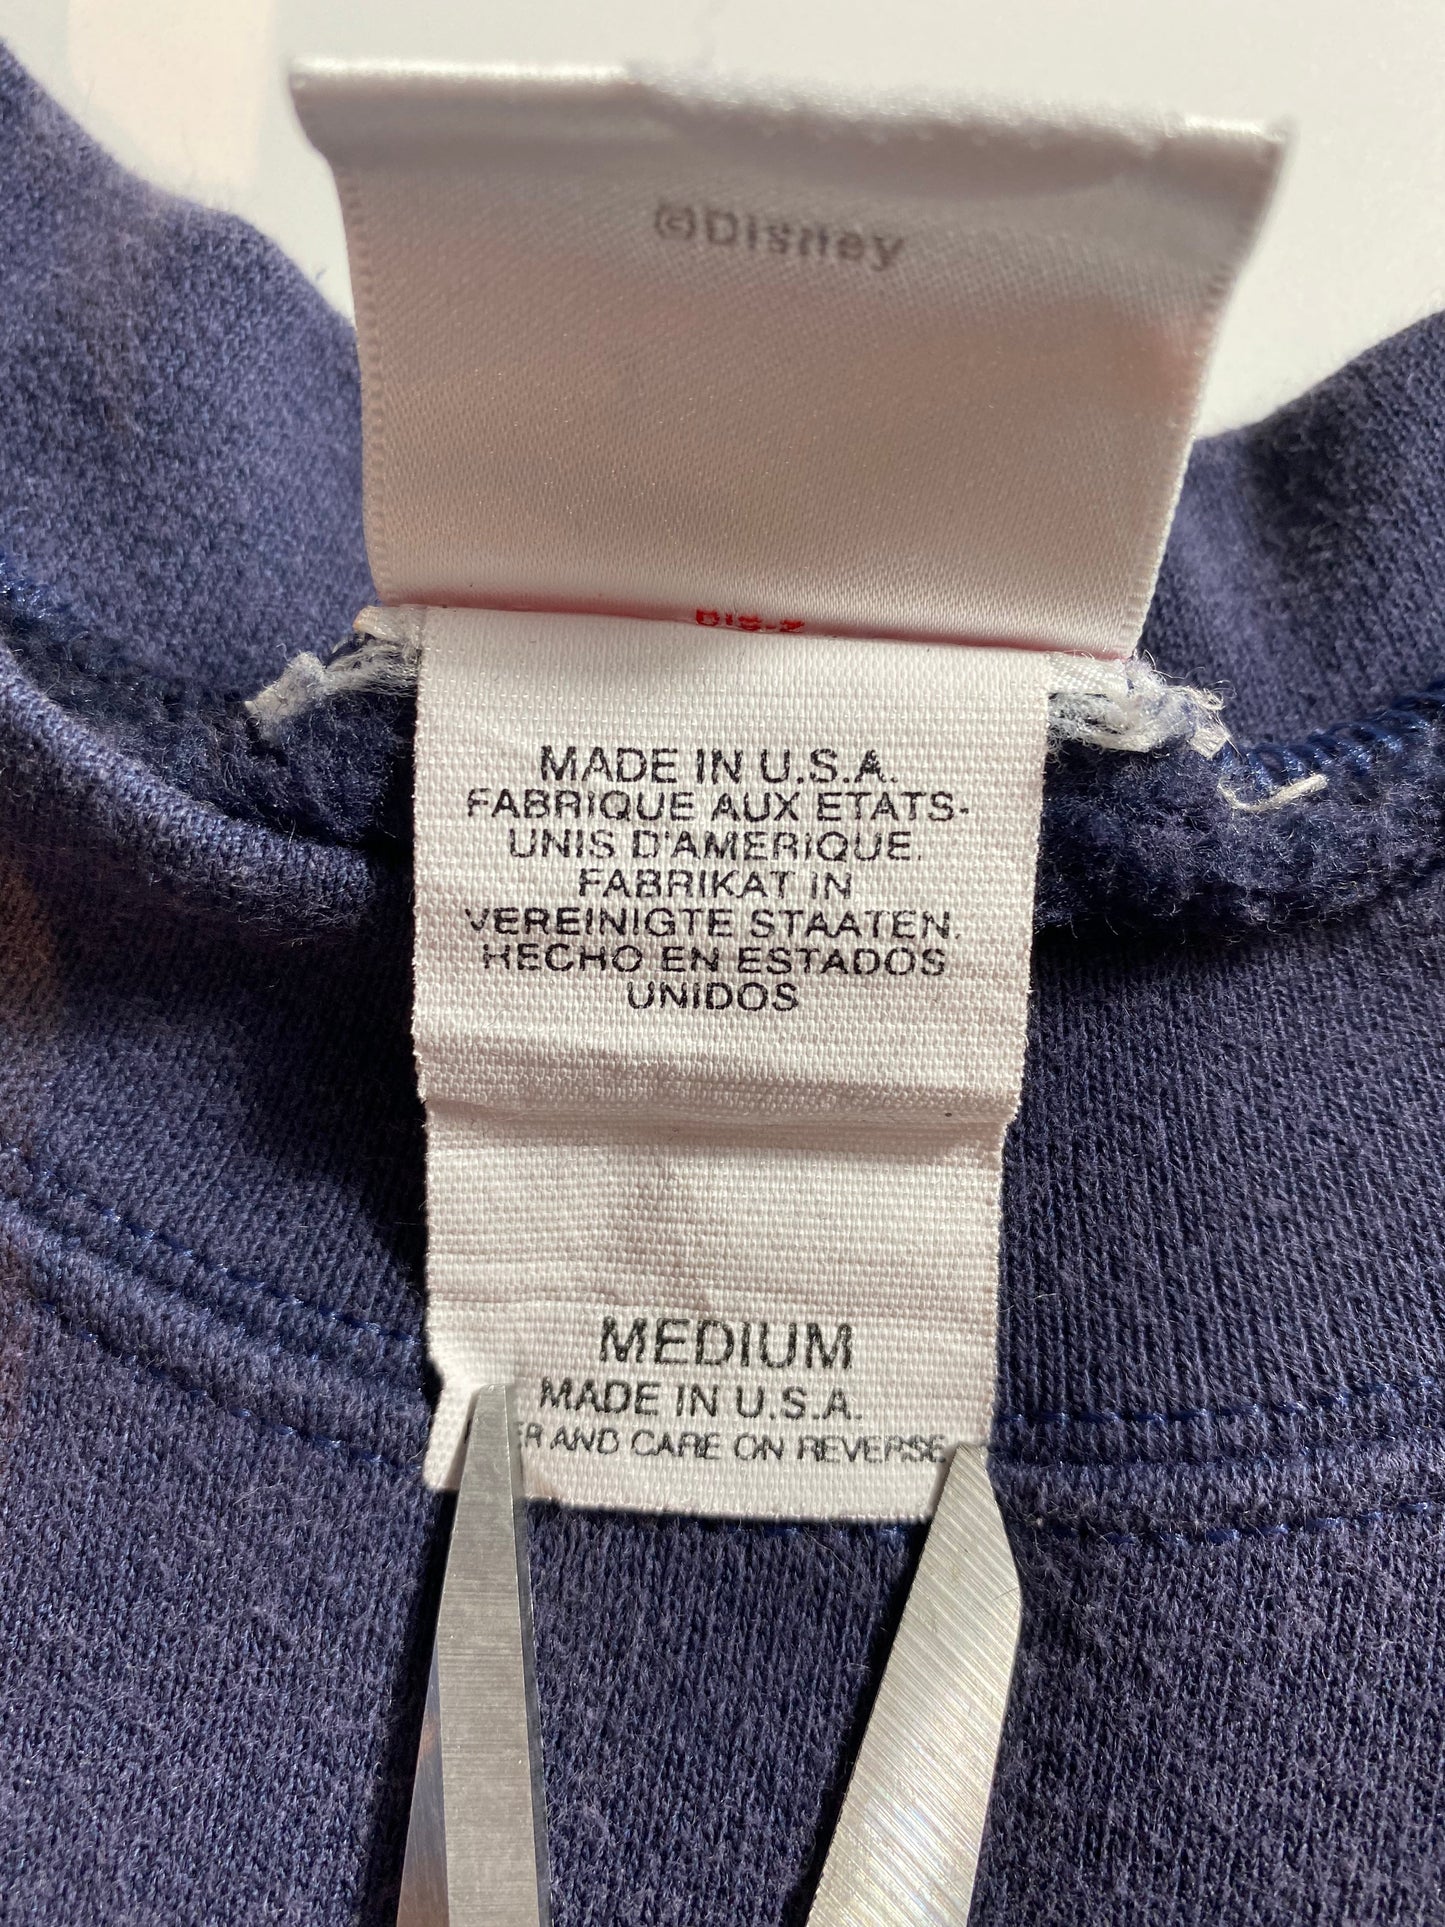 ©Disney
MADE IN U.S.A.
FABRIQUE AUX ETATS-
UNIS D'AMERIQUE.
FABRIKAT IN
VEREINIGTE STAATEN.
HECHO EN ESTADOS
UNIDOS
MEDIUM
MADE IN U.S.A.
AND CARE ON REVERSE